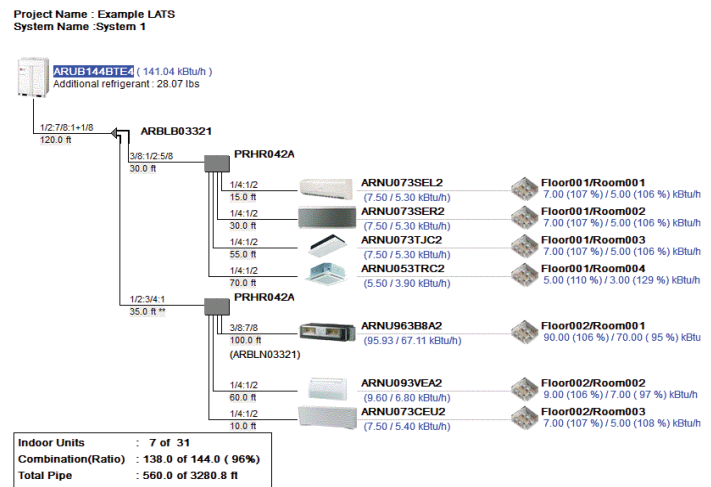 Project Name : Example LATS
System Name :System 1
ARUB144BTE4 ( 141.04 kBtu/h )
Additional refrigerant : 28.07 lbs
1/2:7/8:1+1/8
120.0 ft
ARBLB03321
3/8:1/2:5/8
30.0 ft
PRHR042A
1/4:1/2
15.0 ft
ARNU073SEL2
(7.50 / 5.30 kBtu/h)
Floor001/Room001
7.00 (107 %) / 5.00 (106 %) kBtu/h
1/4:1/2
30.0 ft
ARNU073SER2
(7.50 / 5.30 kBtu/h)
Floor001/Room002
7.00 (107 %) / 5.00 (106 %) kBtu/h
1/4:1/2
55.0 ft
ARNU073TJC2
(7.50 / 5.30 kBtu/h)
Floor001/Room003
7.00 (107 %) / 5.00 (106 %) kBtu/h
1/4:1/2
70.0 ft
ARNU053TRC2
(5.50 / 3.90 kBtu/h)
Floor001/Room004
5.00 (110 %) / 3.00 (129 %) kBtu/h
1/2:3/4:1
35.0 ft **
PRHR042A
3/8:7/8
100.0 ft
(ARBLN03321)
ARNU963B8A2
(95.93 / 67.11 kBtu/h)
Floor002/Room001
90.00 (106 %) / 70.00 ( 95 %) kBtu
1/4:1/2
60.0 ft
ARNU093VEA2
(9.60 / 6.80 kBtu/h)
Floor002/Room002
9.00 (106 %) / 7.00 ( 97 %) kBtu/h
1/4:1/2
10.0 ft
ARNU073CEU2
(7.50 / 5.40 kBtu/h)
Floor002/Room003
7.00 (107 %) / 5.00 (108 %) kBtu/h
Indoor Units : 7 of 31
Combination(Ratio) : 138.0 of 144.0 ( 96%)
Total Pipe : 560.0 of 3280.8 ft